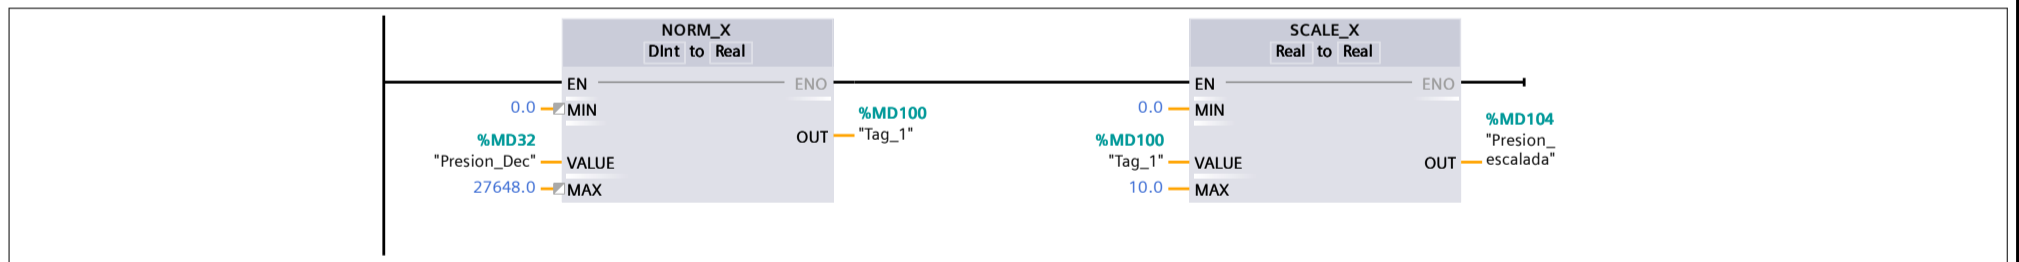 NORM_X
DInt to Real
EN ENO
0.0 MIN
%MD32
"Presion_Dec" VALUE
27648.0 MAX
OUT
%MD100
"Tag_1"
SCALE_X
Real to Real
EN ENO
0.0 MIN
%MD100
"Tag_1" VALUE
10.0 MAX
OUT
%MD104
"Presion_
escalada"